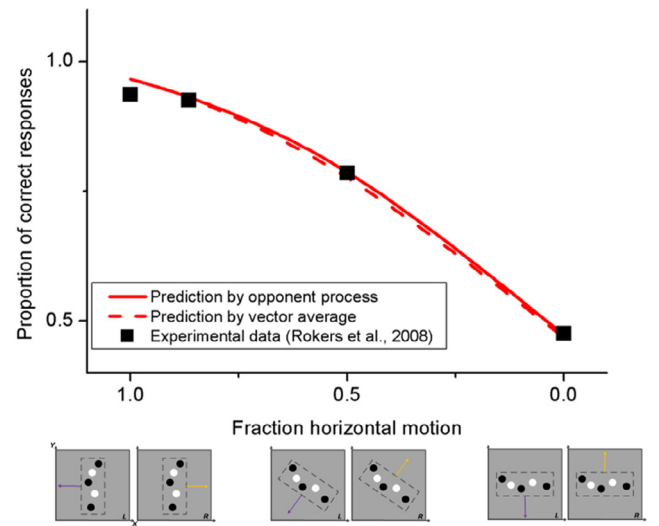 Proportion of correct responses
1.0
0.5
Prediction by opponent process
Prediction by vector average
Experimental data (Rokers et al., 2008)
1.0
0.5
0.0
Fraction horizontal motion
Y
X
L
R
L
R
L
R